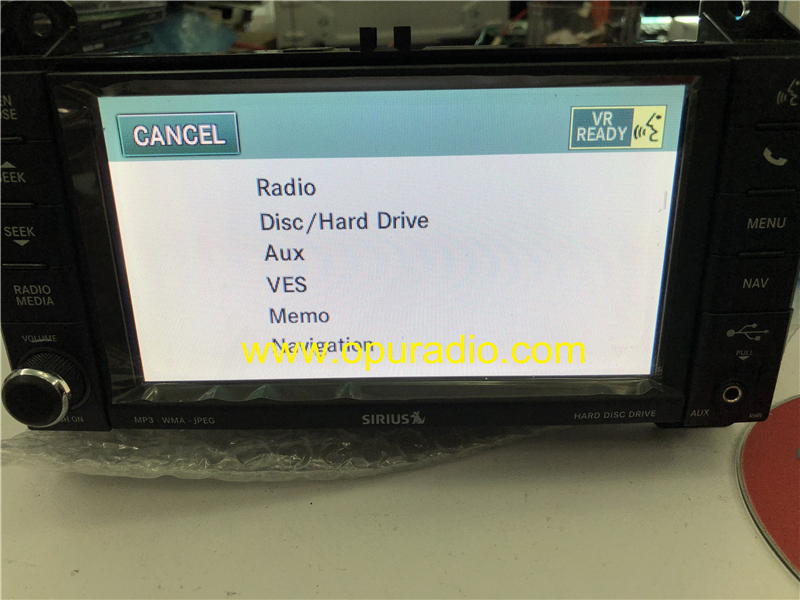 CANCEL
VR
READY
Radio
Disc/Hard Drive
Aux
VES
Memo
Navigation
www.opuradio.com
SEEK
SEEK
RADIO
MEDIA
VOLUME
MENU
NAV
PULL
MP3 · WMA · JPEG
SIRIUS
HARD DISC DRIVE
AUX